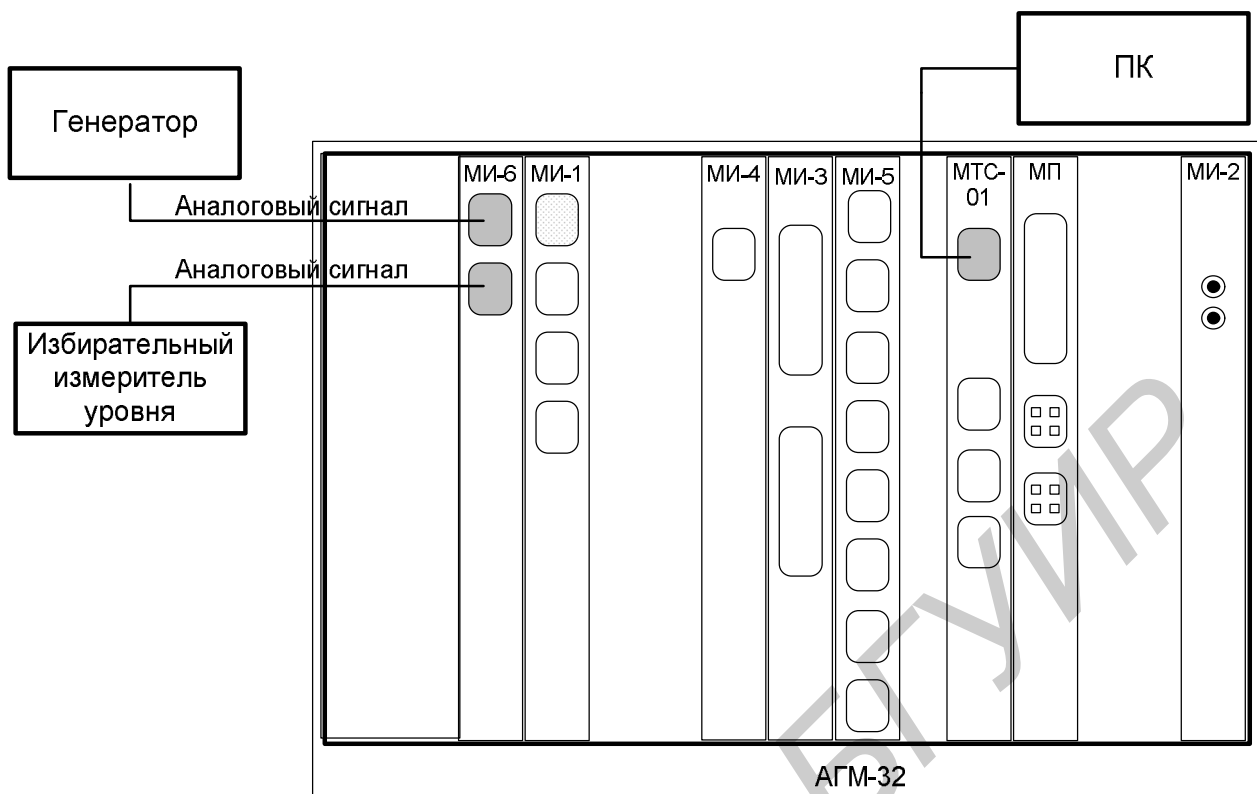 ПК
Генератор
МИ-6
МИ-1
МИ-4
МИ-3
МИ-5
МТС-
01
МП
МИ-2
Аналоговый сигнал
Аналоговый сигнал
Избирательный
измеритель
уровня
БГУИР
АГМ-32